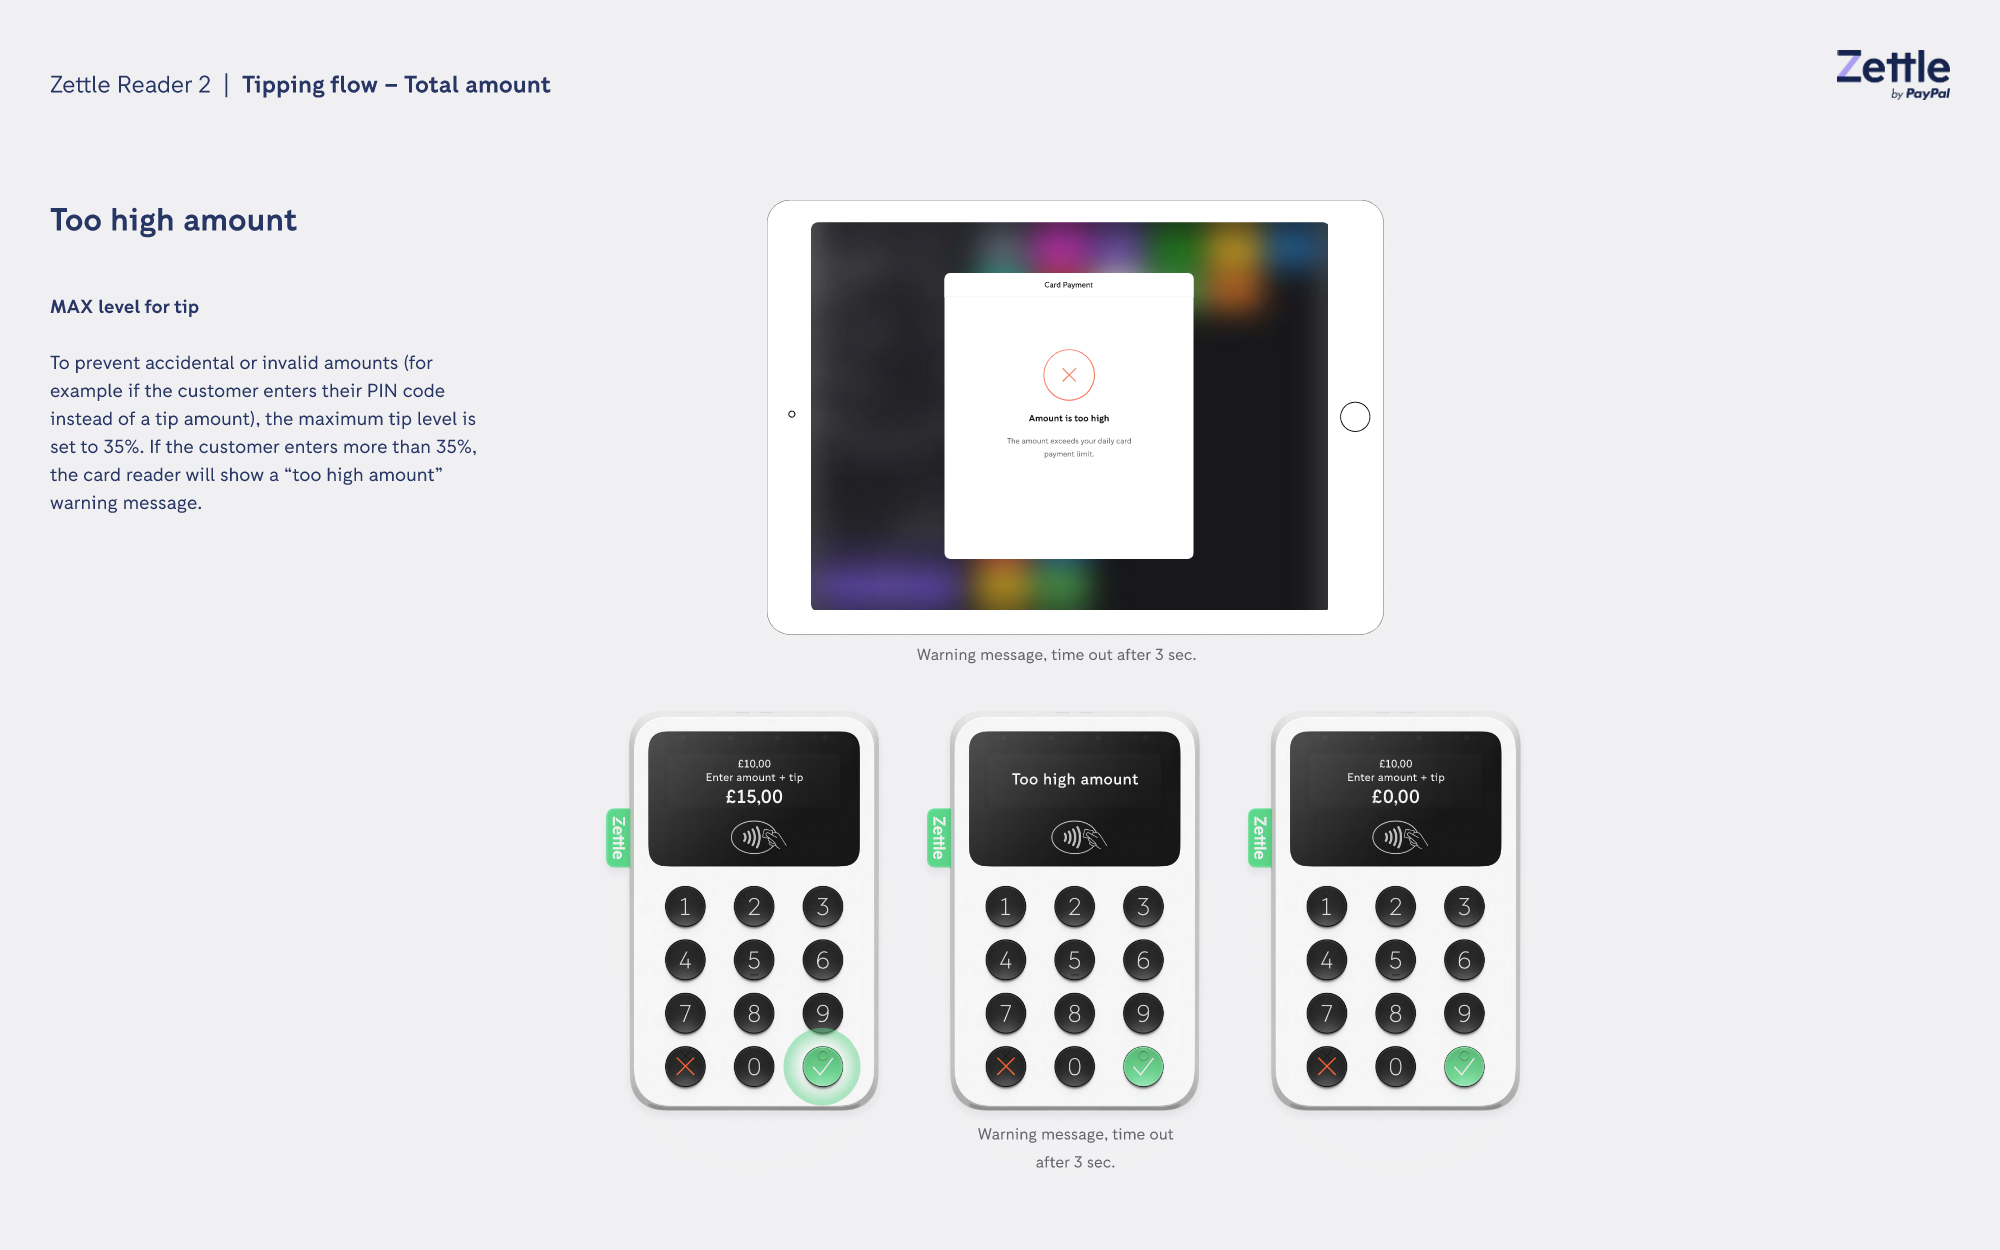 Zettle Reader 2 | Tipping flow – Total amount
Zettle
by PayPal
Too high amount
MAX level for tip
To prevent accidental or invalid amounts (for
example if the customer enters their PIN code
instead of a tip amount), the maximum tip level is
set to 35%. If the customer enters more than 35%,
the card reader will show a “too high amount”
warning message.
Card Payment
Amount is too high
The amount exceeds your daily card
payment limit.
Warning message, time out after 3 sec.
£10,00
Enter amount + tip
£15,00
Zettle
1 2 3
4 5 6
7 8 9
0
Too high amount
Zettle
1 2 3
4 5 6
7 8 9
0
Warning message, time out
after 3 sec.
£10,00
Enter amount + tip
£0,00
Zettle
1 2 3
4 5 6
7 8 9
0